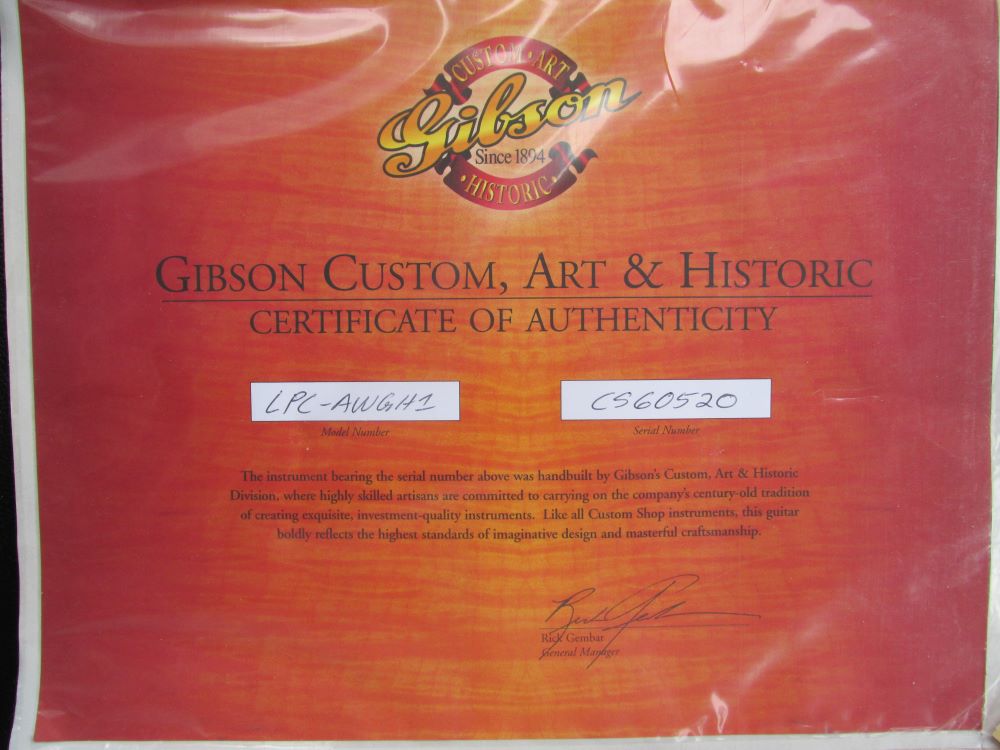 CUSTOM • ART
Gibson
Since 1894
• HISTORIC •
GIBSON CUSTOM, ART & HISTORIC
CERTIFICATE OF AUTHENTICITY
LPC-AWGH1
CS60520
Model Number
Serial Number
The instrument bearing the serial number above was handbuilt by Gibson's Custom, Art & Historic
Division, where highly skilled artisans are committed to carrying on the company's century-old tradition
of creating exquisite, investment-quality instruments. Like all Custom Shop instruments, this guitar
boldly reflects the highest standards of imaginative design and masterful craftsmanship.
Rick Gembar
General Manager